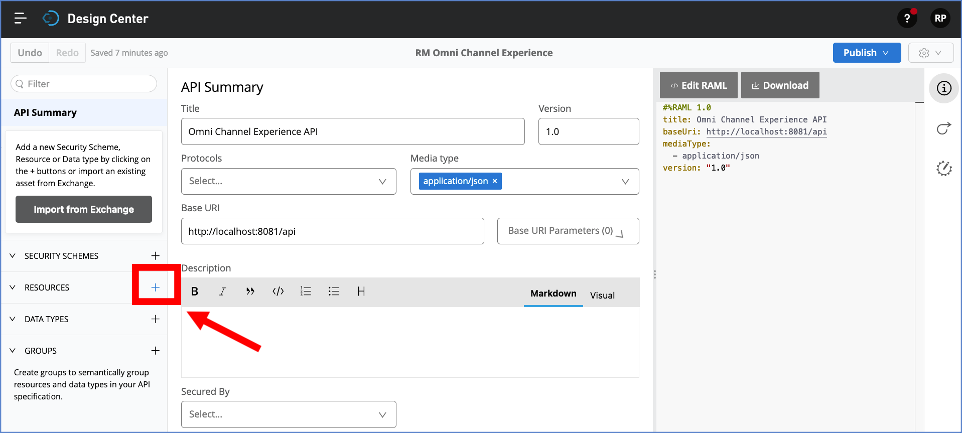 Design Center
?
RP
Undo
Redo
Saved 7 minutes ago
RM Omni Channel Experience
Publish
Filter
API Summary
Add a new Security Scheme,
Resource or Data type by clicking on
the + buttons or import an existing
asset from Exchange.
Import from Exchange
SECURITY SCHEMES
RESOURCES
DATA TYPES
GROUPS
Create groups to semantically group
resources and data types in your API
specification.
API Summary
Title
Version
Omni Channel Experience API
1.0
Protocols
Media type
Select...
application/json ×
Base URI
http://localhost:8081/api
Base URI Parameters (0)
Description
B I ” </> H
Markdown
Visual
Secured By
Select...
Edit RAML
Download
#%RAML 1.0
title: Omni Channel Experience API
baseUri: http://localhost:8081/api
mediaType:
- application/json
version: "1.0"